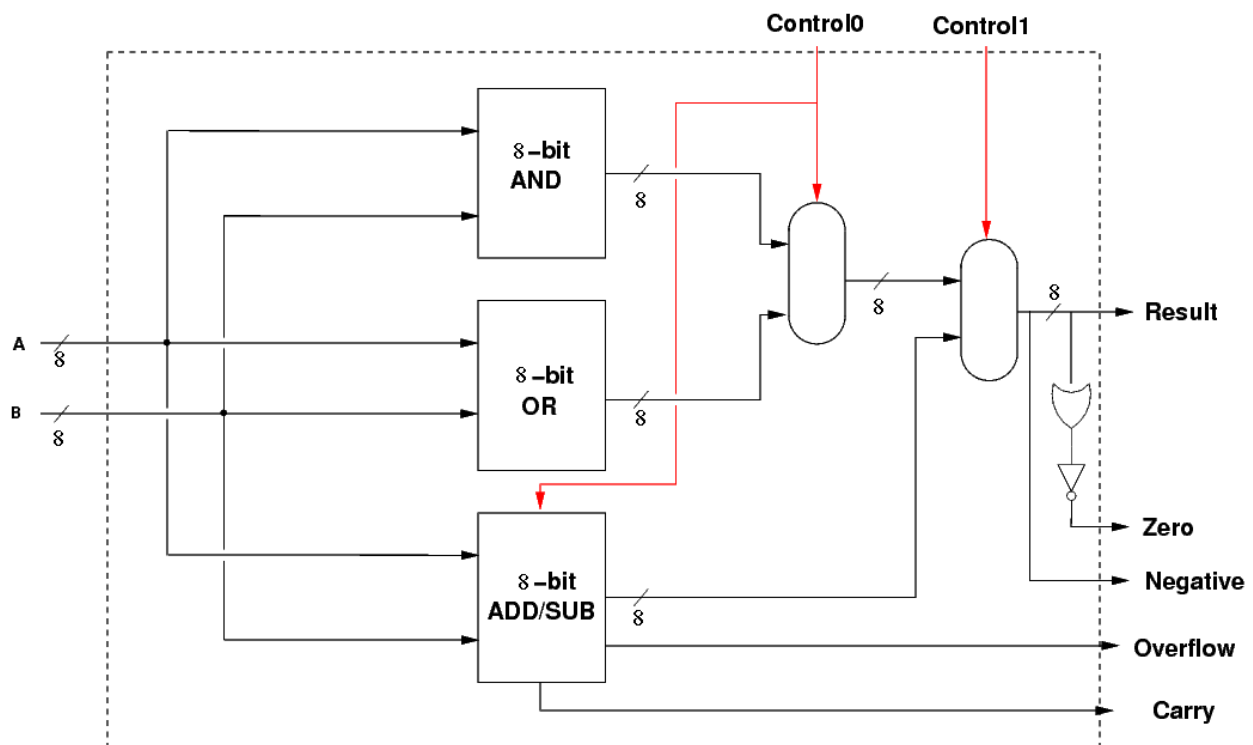 Control0
Control1
8-bit
AND
8
8
8
8
Result
A
8
8-bit
OR
8
B
8
Zero
8-bit
ADD/SUB
8
Negative
Overflow
Carry